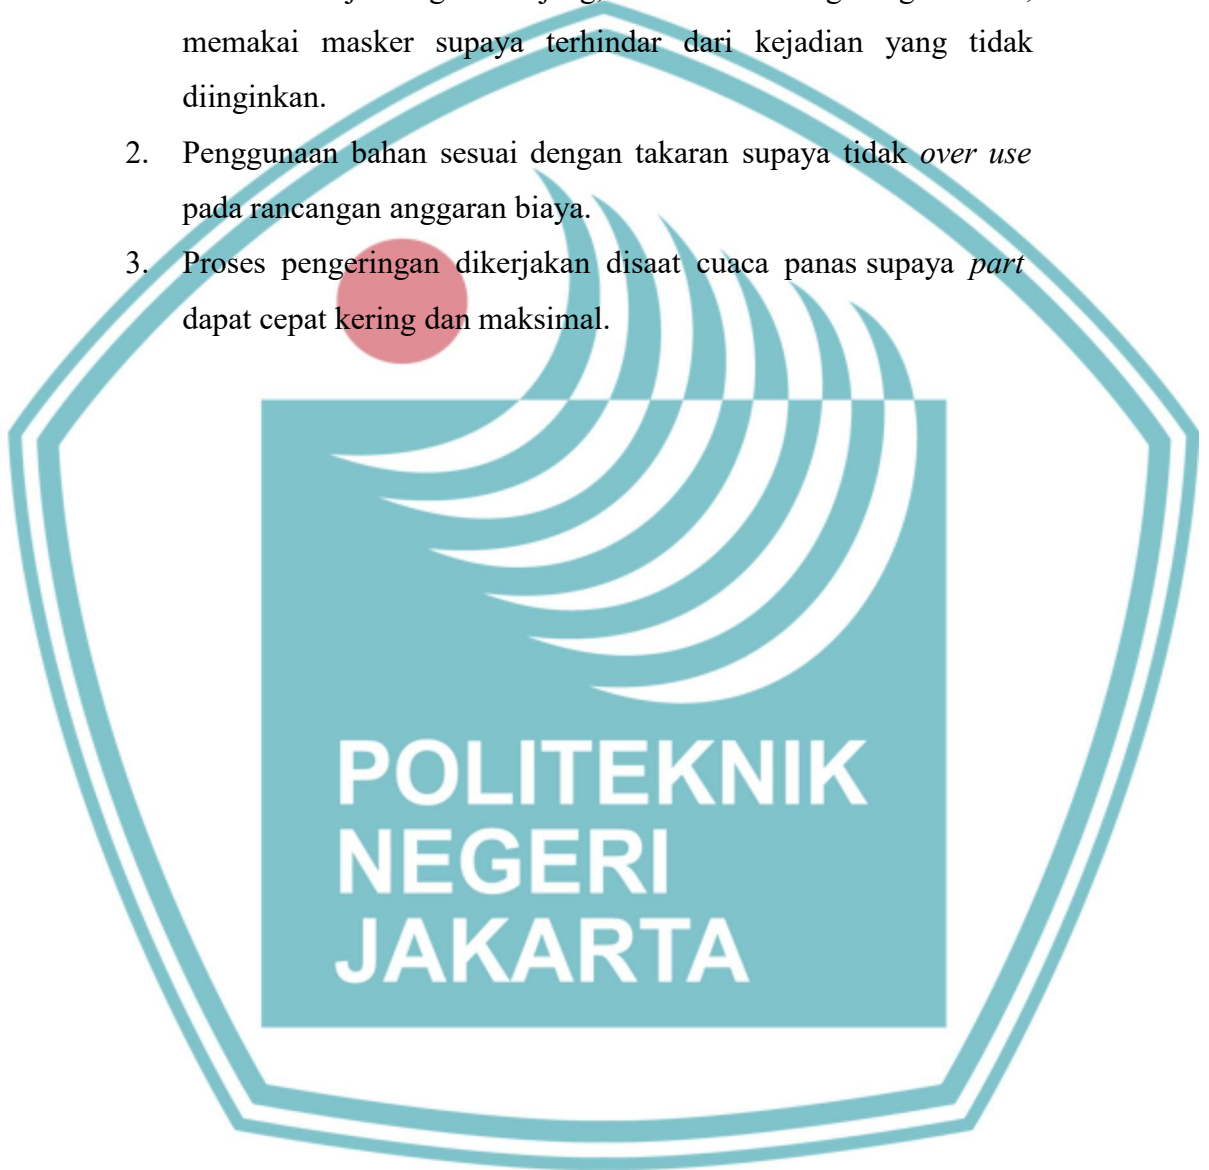 memakai masker supaya terhindar dari kejadian yang tidak
diinginkan.
2. Penggunaan bahan sesuai dengan takaran supaya tidak over use
pada rancangan anggaran biaya.
3. Proses pengeringan dikerjakan disaat cuaca panas supaya part
dapat cepat kering dan maksimal.
POLITEKNIK
NEGERI
JAKARTA